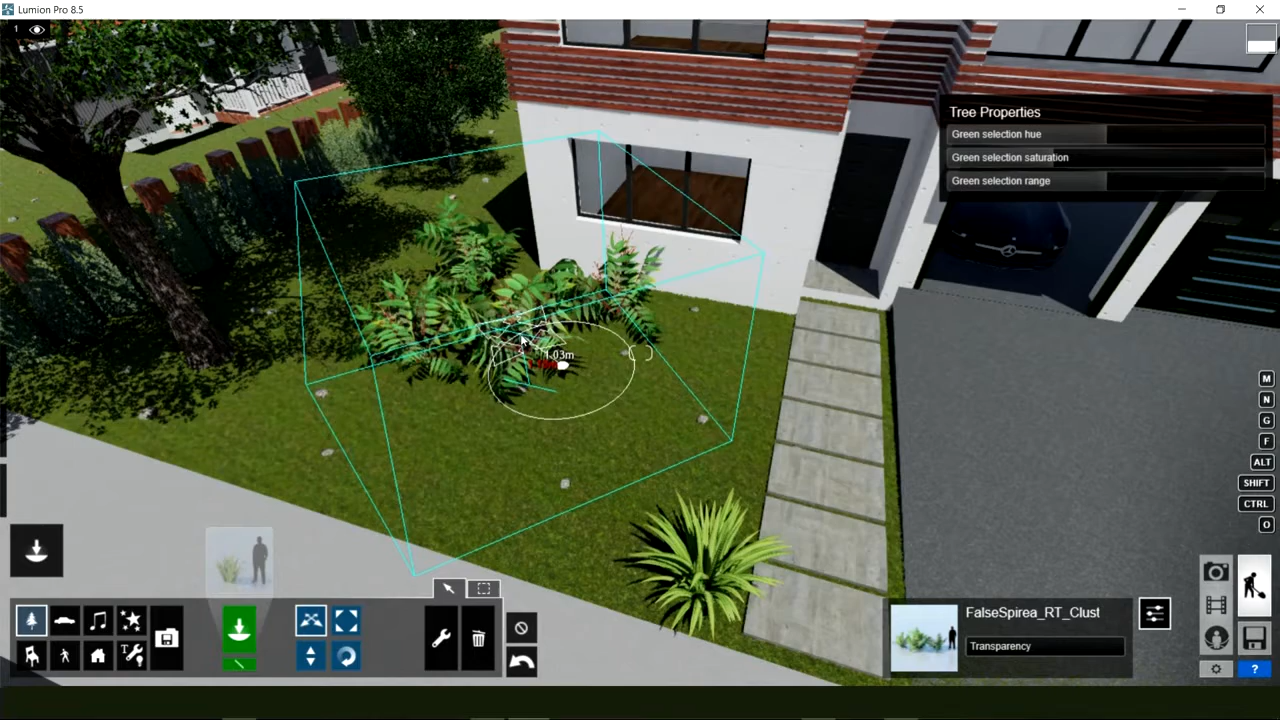 Lumion Pro 8.5
1
Tree Properties
Green selection hue
Green selection saturation
Green selection range
1.03m
M
N
G
F
ALT
SHIFT
CTRL
O
FalseSpirea_RT_Clust
Transparency
?